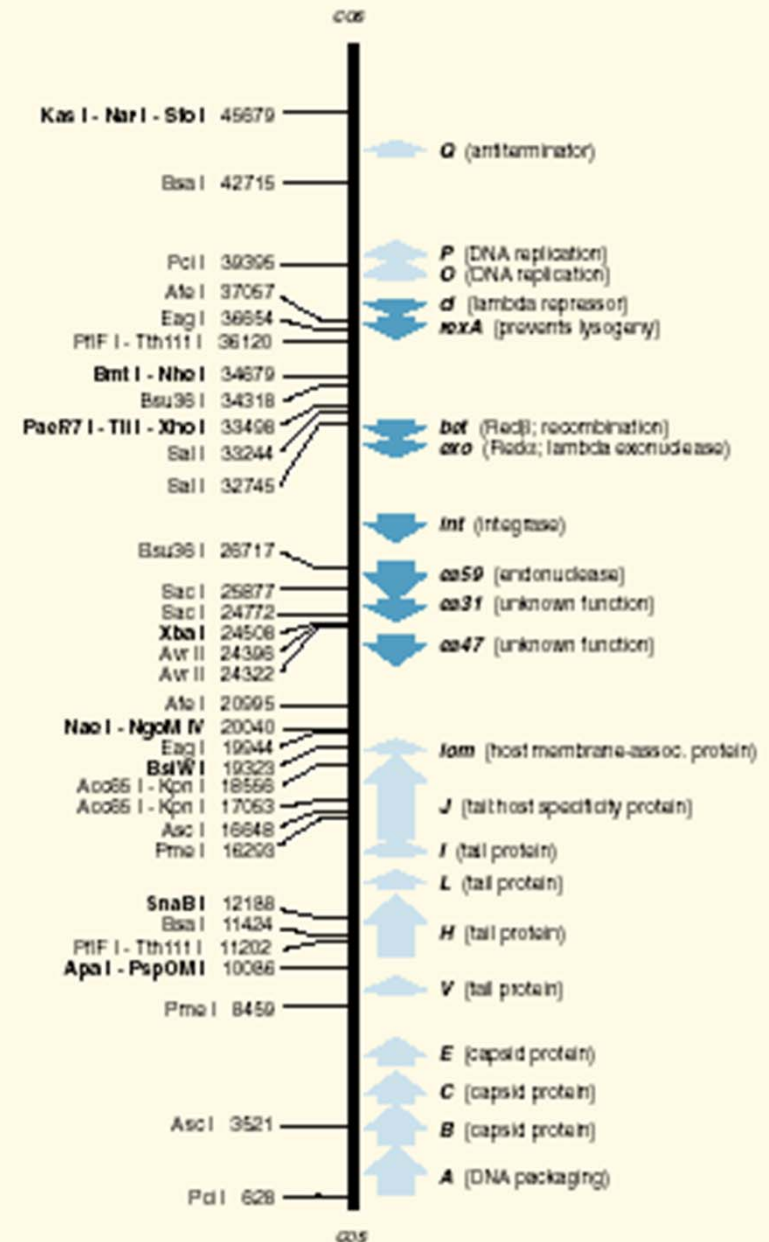 cos
Kas I - Nar I - Sfo I 45679
Q (antiterminator)
Bsa I 42715
P (DNA replication)
Pci I 39395
O (DNA replication)
Afe I 37057
cI (lambda repressor)
Eag I 36654
rexA (prevents lysogeny)
PflF I - Tth111 I 36120
Bmt I - Nhe I 34679
Bsu36 I 34318
PaeR7 I - Tli I - Xho I 33498
bet (Redβ; recombination)
exo (Redα; lambda exonuclease)
Sal I 33244
Sal I 32745
int (integrase)
Bsu36 I 26717
ea59 (endonuclease)
Sac I 25877
ea31 (unknown function)
Sac I 24772
Xba I 24508
ea47 (unknown function)
Avr II 24396
Avr II 24322
Afe I 20995
Nae I - NgoM IV 20040
Eag I 19944
lom (host membrane-assoc. protein)
BsiW I 19323
Acc65 I - Kpn I 18556
Acc65 I - Kpn I 17053
J (tail:host specificity protein)
Asc I 16648
Pme I 16293
I (tail protein)
L (tail protein)
SnaB I 12188
Bsa I 11424
H (tail protein)
PflF I - Tth111 I 11202
Apa I - PspOM I 10086
V (tail protein)
Pme I 8459
E (capsid protein)
C (capsid protein)
Asc I 3521
B (capsid protein)
A (DNA packaging)
Pci I 628
cos